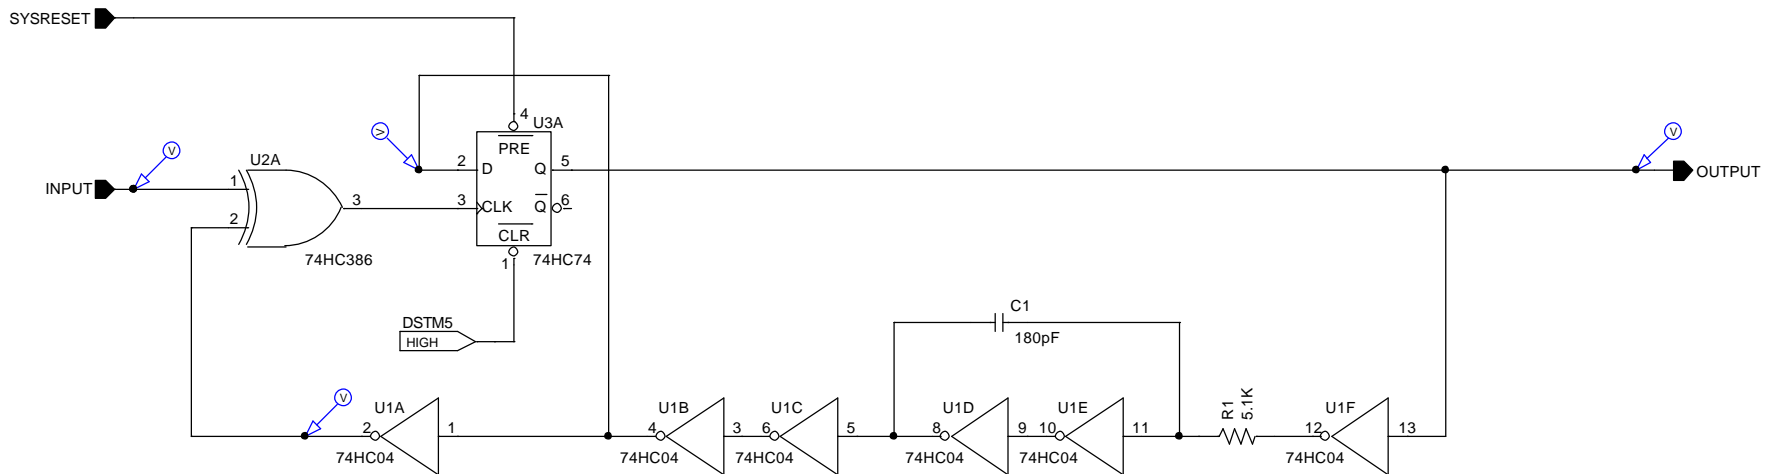 SYSRESET
4
U3A
PRE
V
V
V
U2A
2
D
Q
5
INPUT
OUTPUT
1
3
3
CLK
Q
6
2
CLR
74HC386
1
74HC74
C1
DSTM5
HIGH
180pF
V
R1
5.1K
U1A
U1B
U1C
U1D
U1E
U1F
2
1
4
3
6
5
8
9
10
11
12
13
74HC04
74HC04
74HC04
74HC04
74HC04
74HC04